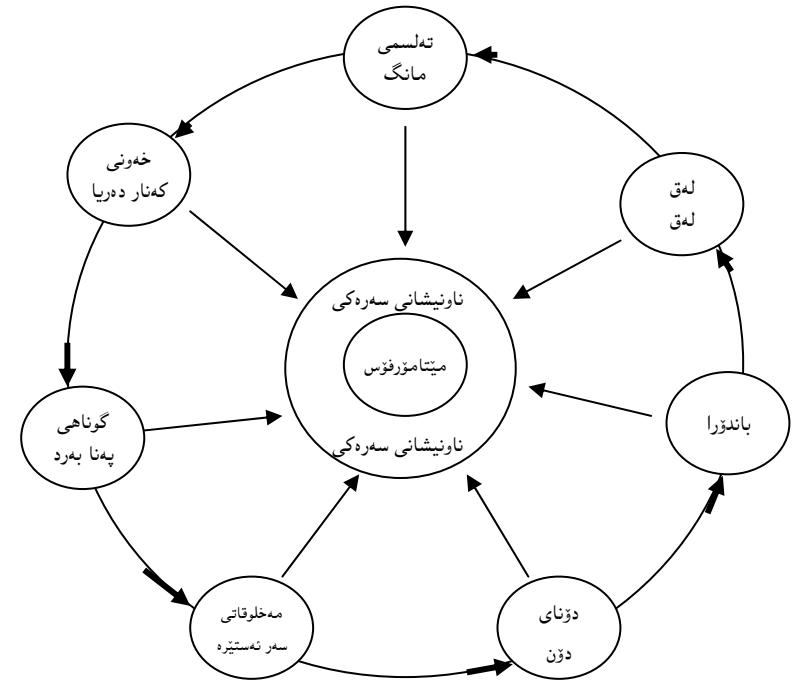 تەلسمی
مانگ
خەونی
کەنار دەریا
لەق
لەق
ناونیشانی سەرەکی
مێتامۆرفۆس
ناونیشانی سەرەکی
گوناهی
پەنا بەرد
باندۆرا
مەخلوقاتی
سەر ئەستێرە
دۆنای
دۆن